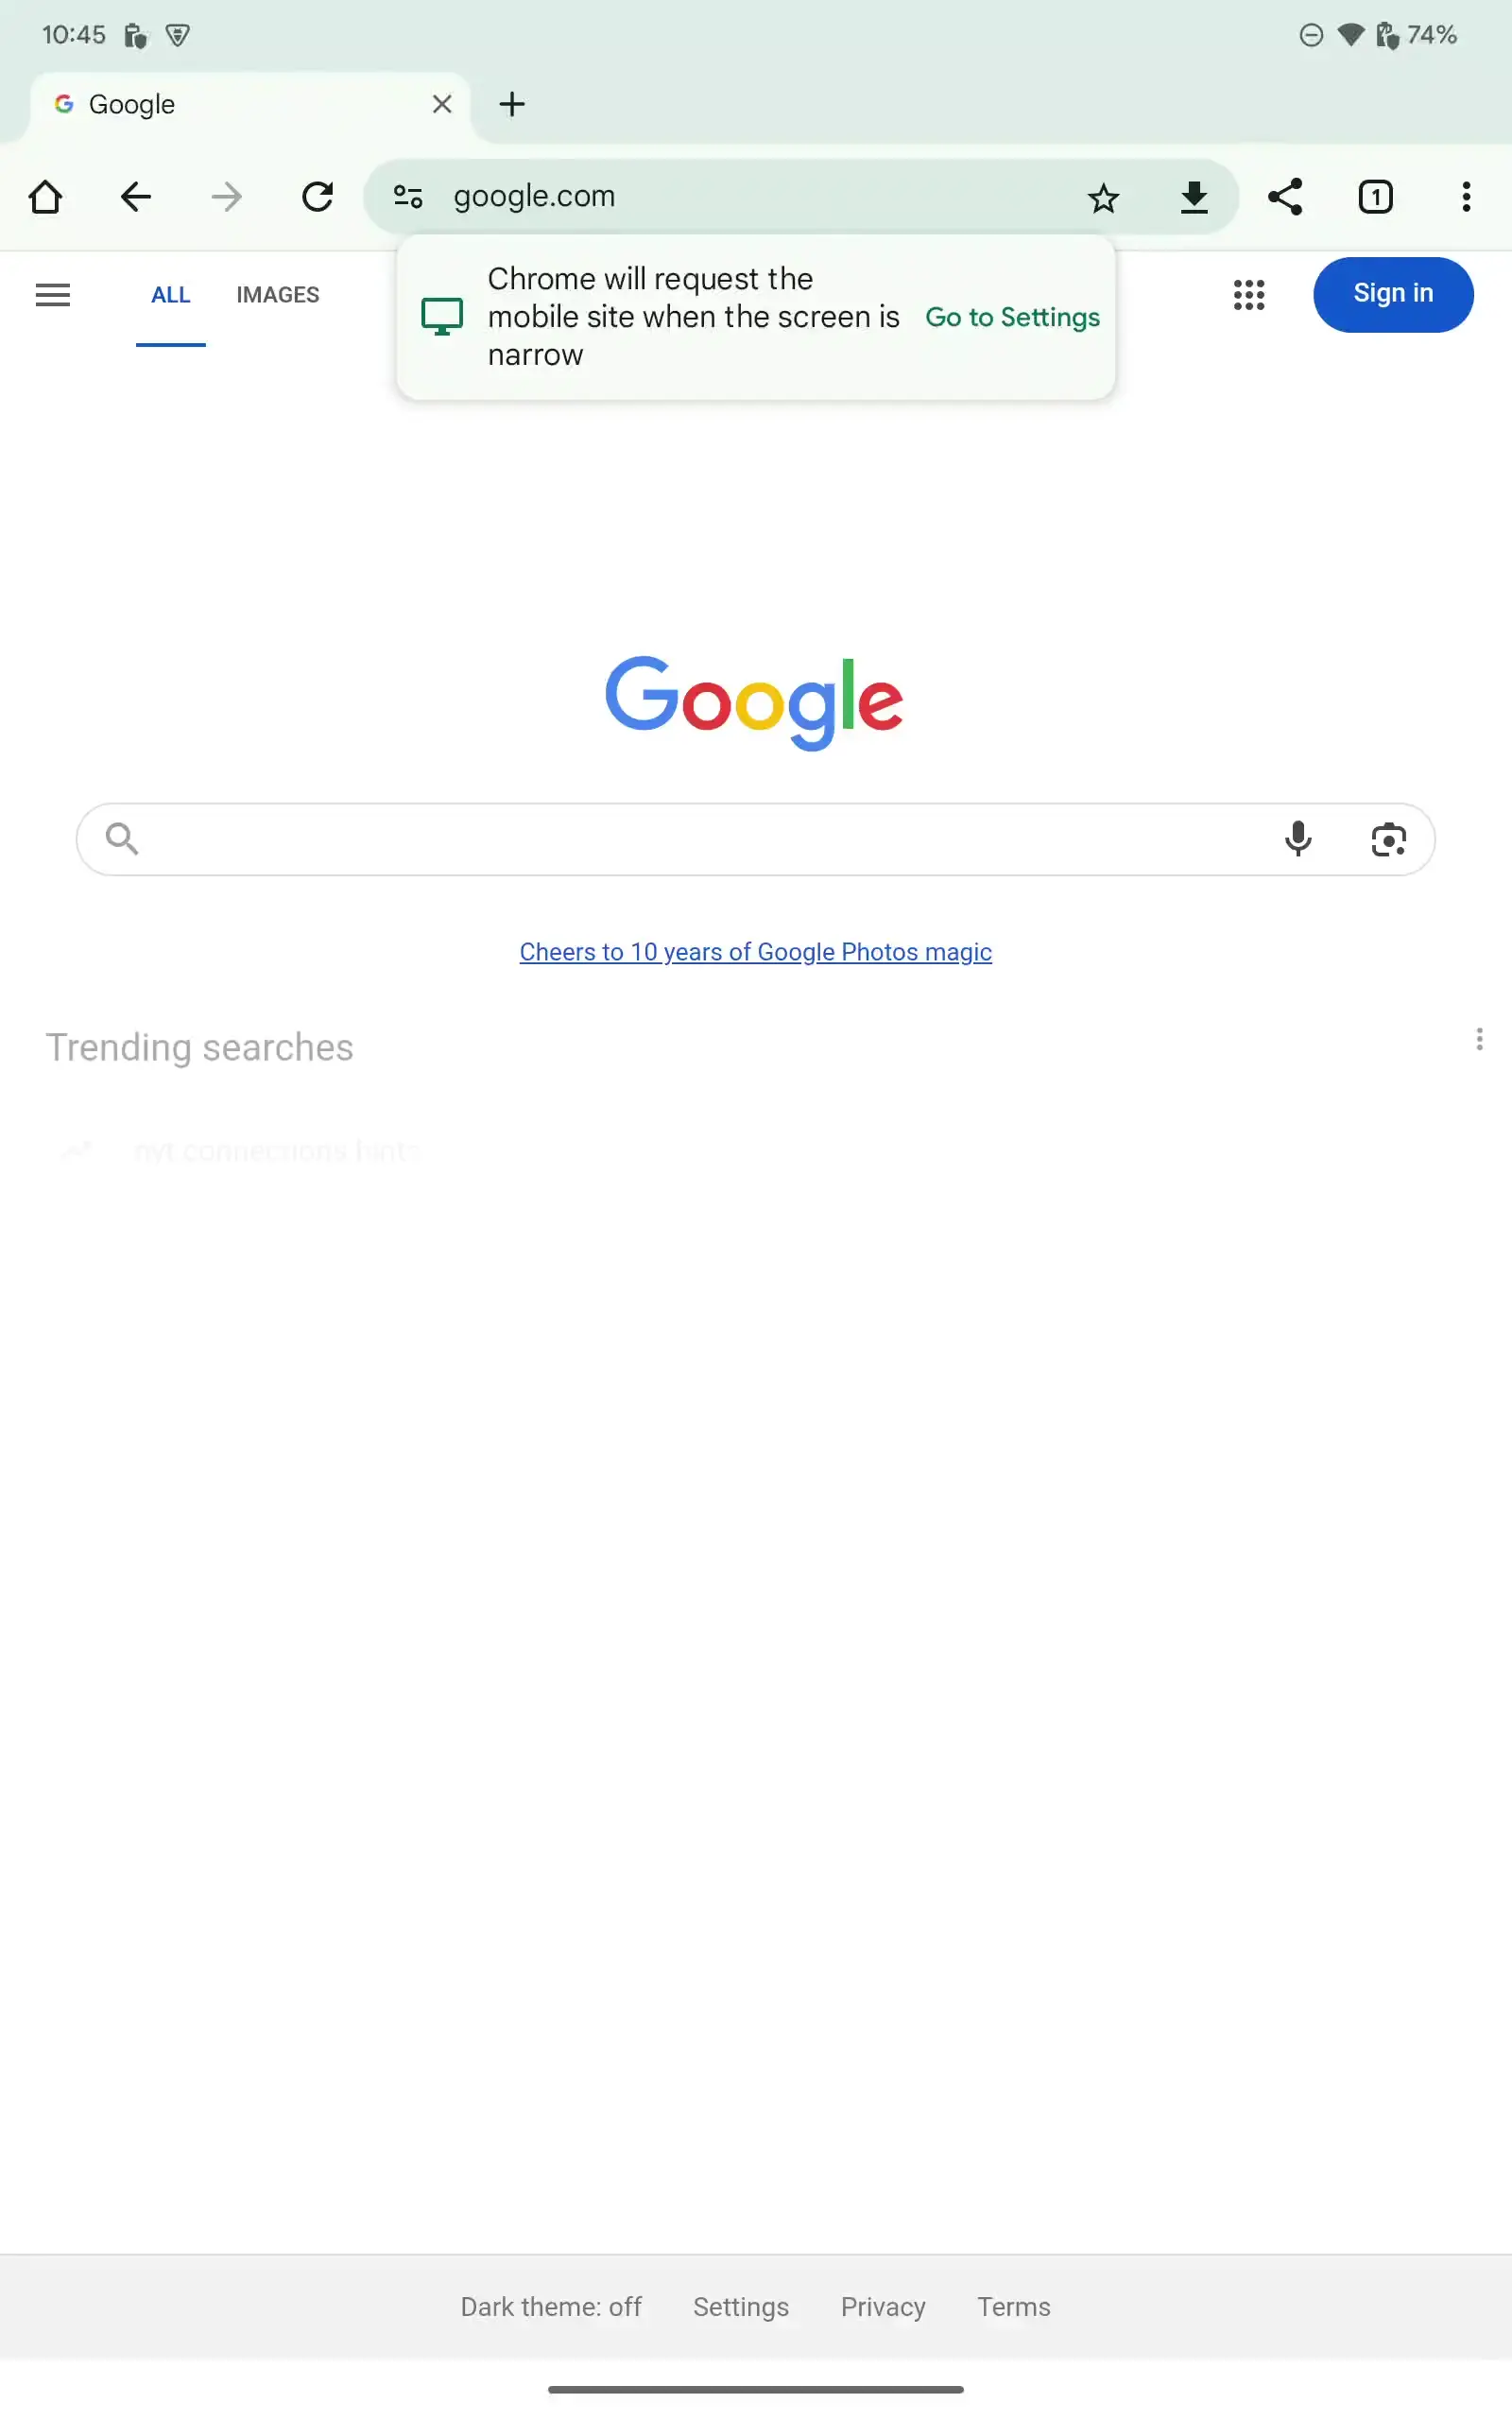 10:45
74%
Google
google.com
1
ALL
IMAGES
Chrome will request the
mobile site when the screen is
narrow
Go to Settings
Sign in
Google
Cheers to 10 years of Google Photos magic
Trending searches
nyt connections hints
Dark theme: off
Settings
Privacy
Terms